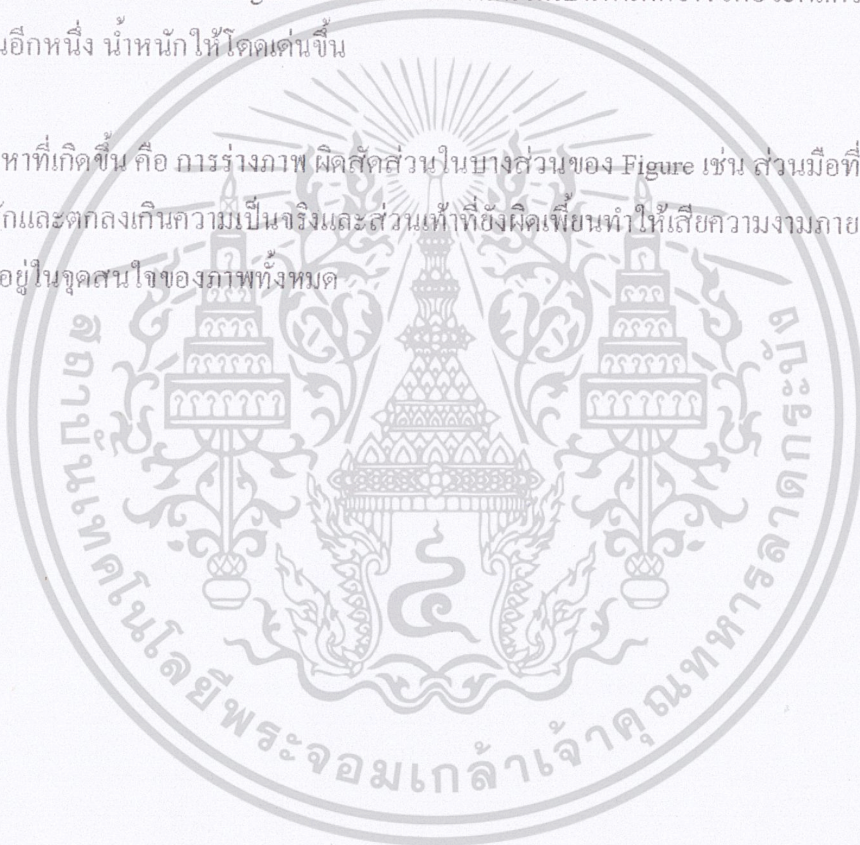 นอีกหนึ่ง น้ำหนักให้โดดเด่นขึ้น
หาที่เกิดขึ้น คือ การร่างภาพ ผิดสัดส่วนในบางส่วนของ Figure เช่น ส่วนมือที่
กและตกลงเกินความเป็นจริงและส่วนเท้าที่ยังผิดเพี้ยนทำให้เสียความงามภาย
อยู่ในจุดสนใจของภาพทั้งหมด
สถาบันเทคโนโลยีพระจอมเกล้าเจ้าคุณทหารลาดกระบัง
๔